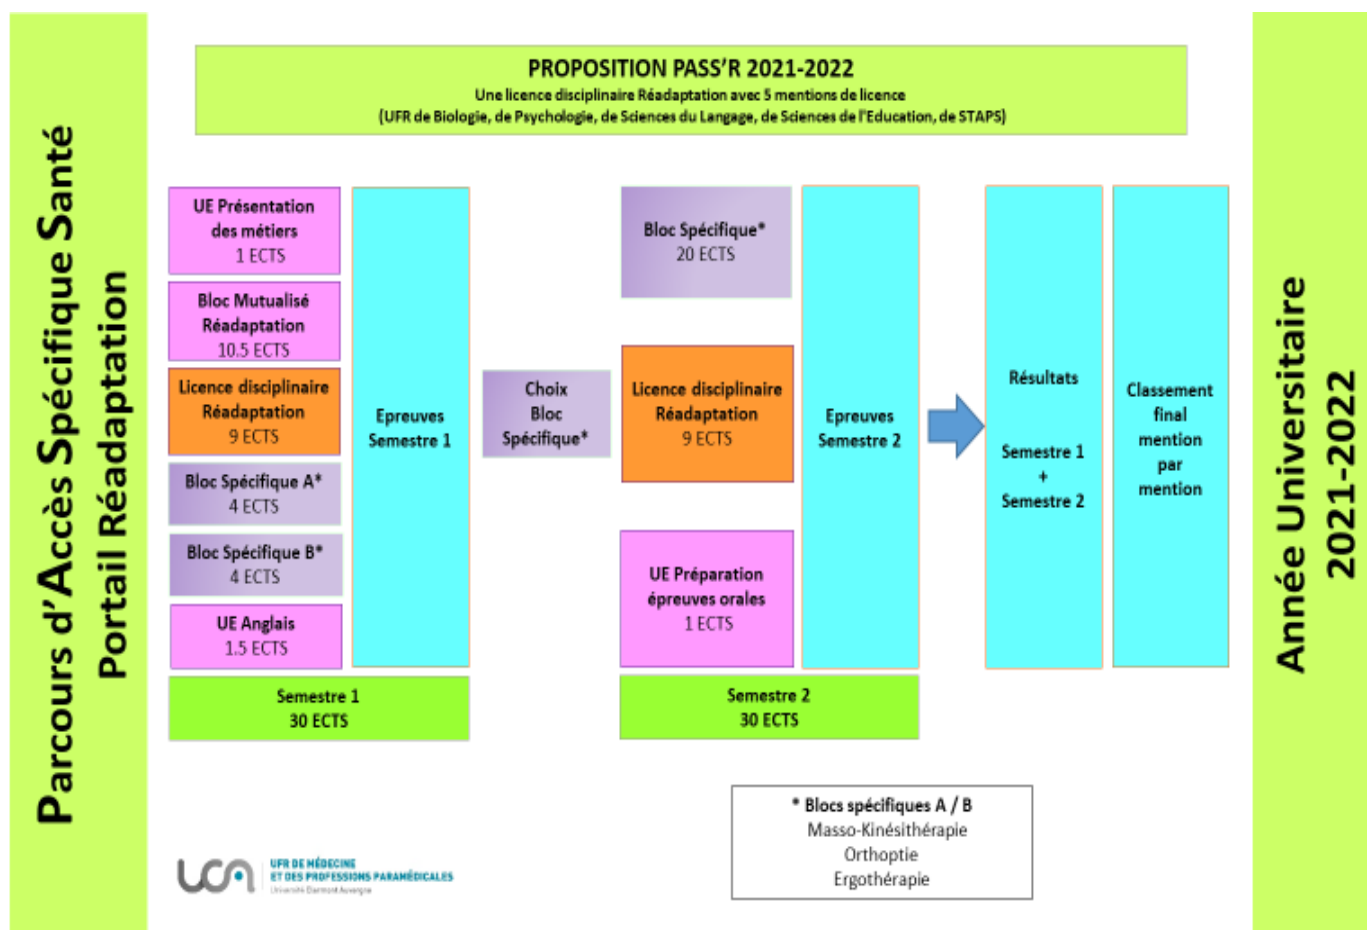 Parcours d'Accès Spécifique Santé
Portail Réadaptation
PROPOSITION PASS'R 2021-2022
Une licence disciplinaire Réadaptation avec 5 mentions de licence
(UFR de Biologie, de Psychologie, de Sciences du Langage, de Sciences de l'Education, de STAPS)
UE Présentation
des métiers
1 ECTS
Bloc Mutualisé
Réadaptation
10.5 ECTS
Licence disciplinaire
Réadaptation
9 ECTS
Bloc Spécifique A*
4 ECTS
Bloc Spécifique B*
4 ECTS
UE Anglais
1.5 ECTS
Epreuves
Semestre 1
Semestre 1
30 ECTS
Choix
Bloc
Spécifique*
Bloc Spécifique*
20 ECTS
Licence disciplinaire
Réadaptation
9 ECTS
UE Préparation
épreuves orales
1 ECTS
Epreuves
Semestre 2
Semestre 2
30 ECTS
Résultats
Semestre 1
+
Semestre 2
Classement
final
mention
par
mention
* Blocs spécifiques A / B
Masso-Kinésithérapie
Orthoptie
Ergothérapie
UCA
UFR DE MÉDECINE
ET DES PROFESSIONS PARAMÉDICALES
Université Clermont Auvergne
Année Universitaire
2021-2022